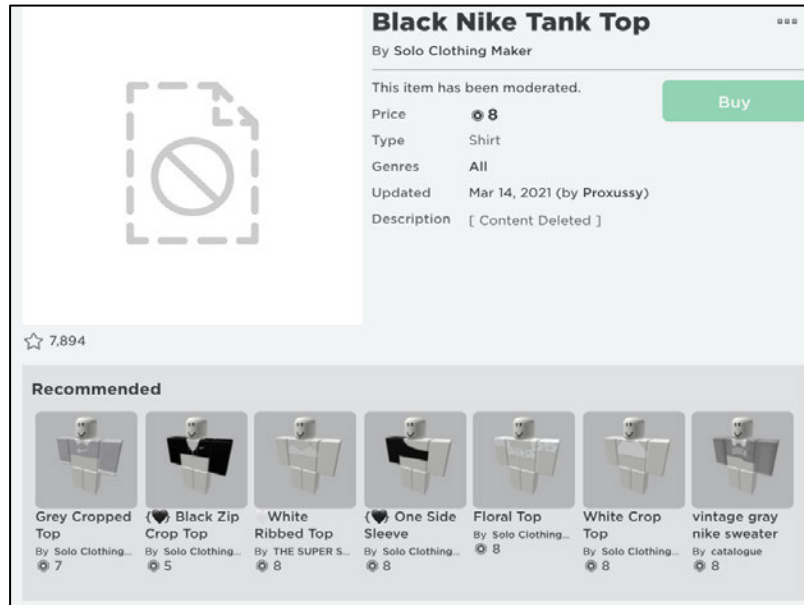 Black Nike Tank Top
By Solo Clothing Maker
This item has been moderated.
Buy
Price 8
Type Shirt
Genres All
Updated Mar 14, 2021 (by Proxussy)
Description [ Content Deleted ]
7,894
Recommended
Grey Cropped
Top
By Solo Clothing...
7
{🖤} Black Zip
Crop Top
By Solo Clothing...
5
🤍White
Ribbed Top
By THE SUPER S...
8
{🖤} One Side
Sleeve
By Solo Clothing...
8
Floral Top
By Solo Clothing...
8
White Crop
Top
By Solo Clothing...
8
vintage gray
nike sweater
By catalogue
8